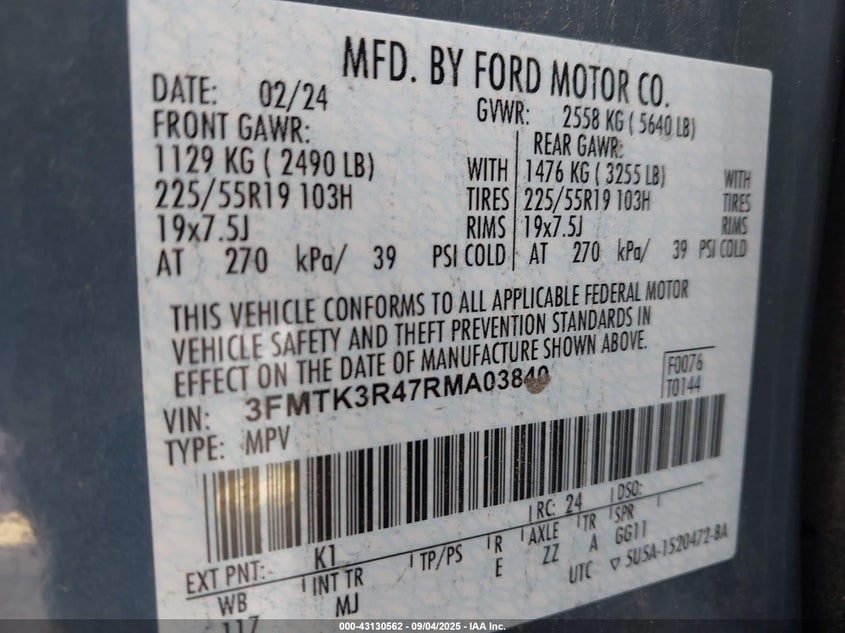 MFD. BY FORD MOTOR CO.
DATE: 02/24 GVWR: 2558 KG ( 5640 LB)
FRONT GAWR: REAR GAWR:
1129 KG ( 2490 LB) WITH 1476 KG ( 3255 LB) WITH
225/55R19 103H TIRES 225/55R19 103H TIRES
19x7.5J RIMS 19x7.5J RIMS
AT 270 kPa/ 39 PSI COLD AT 270 kPa/ 39 PSI COLD
THIS VEHICLE CONFORMS TO ALL APPLICABLE FEDERAL MOTOR
VEHICLE SAFETY AND THEFT PREVENTION STANDARDS IN
EFFECT ON THE DATE OF MANUFACTURE SHOWN ABOVE.
VIN: 3FMTK3R47RMA03840 F0076
TYPE: MPV T0144
RC: 24 DSO:
EXT PNT: K1 TP/PS R AXLE TR SPR
WB INT TR E ZZ A GG11
117 MJ UTC ▽ 5U5A-1520472-BA
000-43130562 - 09/04/2025 - IAA Inc.